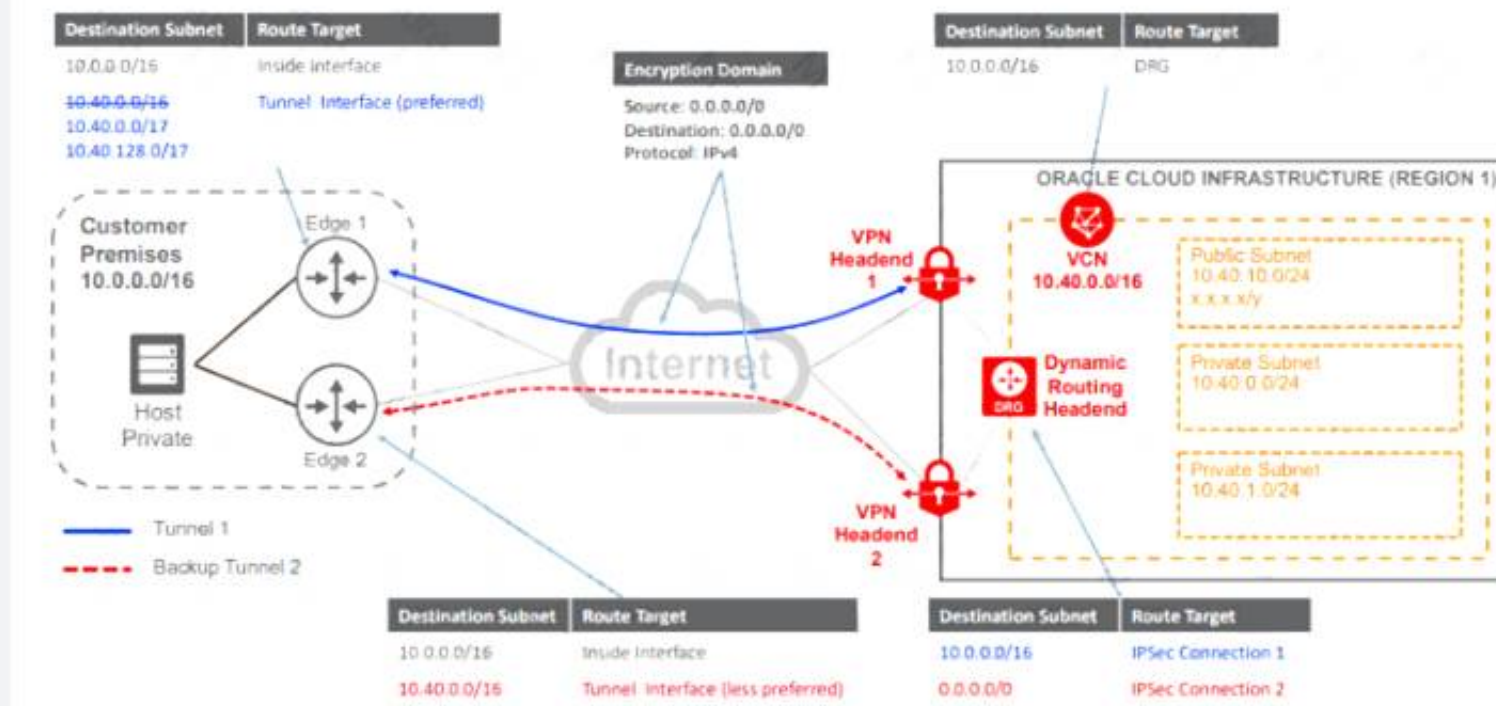 Destination Subnet Route Target
10.0.0.0/16 Inside Interface
10.40.0.0/16 Tunnel Interface (preferred)
10.40.0.0/17
10.40.128.0/17
Encryption Domain
Source: 0.0.0.0/0
Destination: 0.0.0.0/0
Protocol: IPv4
Destination Subnet Route Target
10.0.0.0/16 DRG
ORACLE CLOUD INFRASTRUCTURE (REGION 1)
Customer
Premises
10.0.0.0/16
Edge 1
Host
Private
Edge 2
Internet
VPN
Headend
1
VCN
10.40.0.0/16
Public Subnet
10.40.10.0/24
x.x.x.x/y
Dynamic
Routing
Headend
DRG
Private Subnet
10.40.0.0/24
Private Subnet
10.40.1.0/24
VPN
Headend
2
Tunnel 1
Backup Tunnel 2
Destination Subnet Route Target
10.0.0.0/16 Inside Interface
10.40.0.0/16 Tunnel Interface (less preferred)
Destination Subnet Route Target
10.0.0.0/16 IPSec Connection 1
0.0.0.0/0 IPSec Connection 2